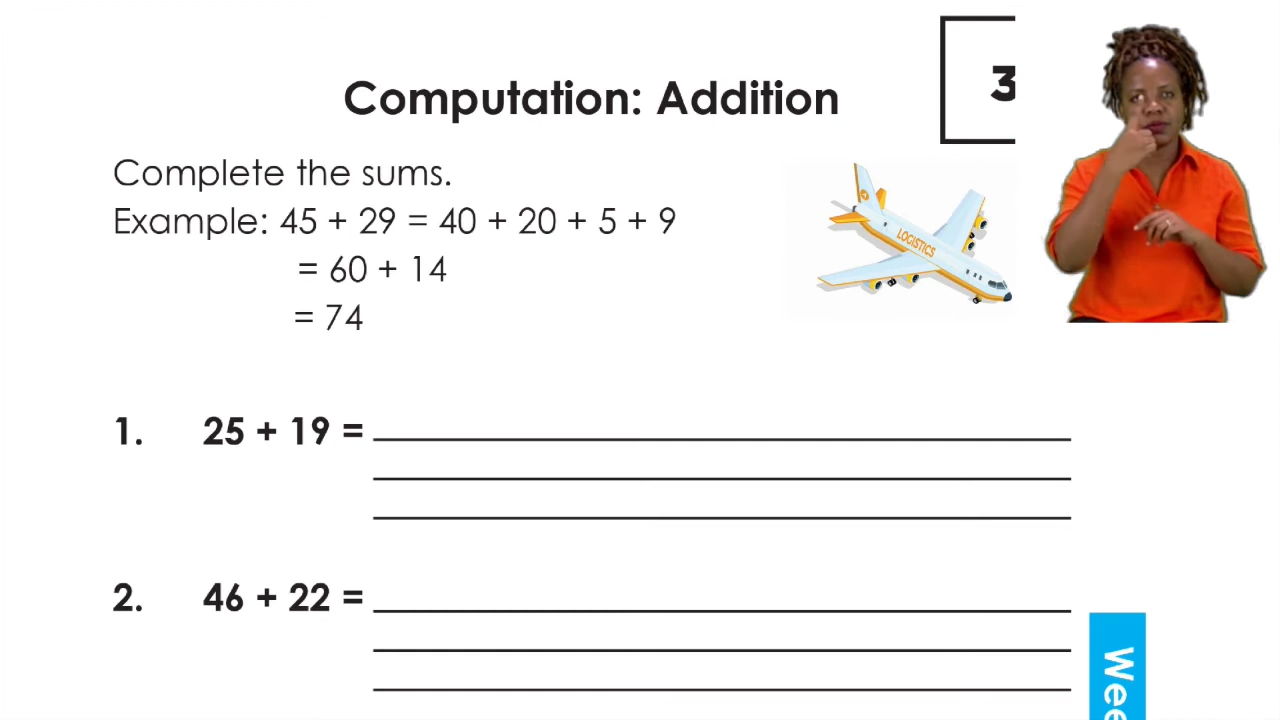 Computation: Addition
3
Complete the sums.
Example: 45 + 29 = 40 + 20 + 5 + 9
= 60 + 14
= 74
LOGISTICS
1. 25 + 19 =
2. 46 + 22 =
Wee